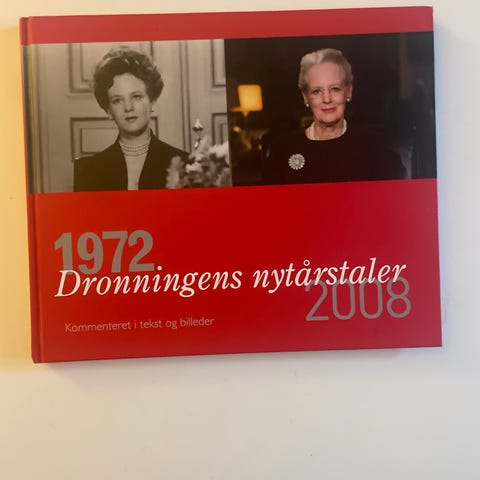 1972
Dronningens nytårstaler
2008
Kommenteret i tekst og billeder